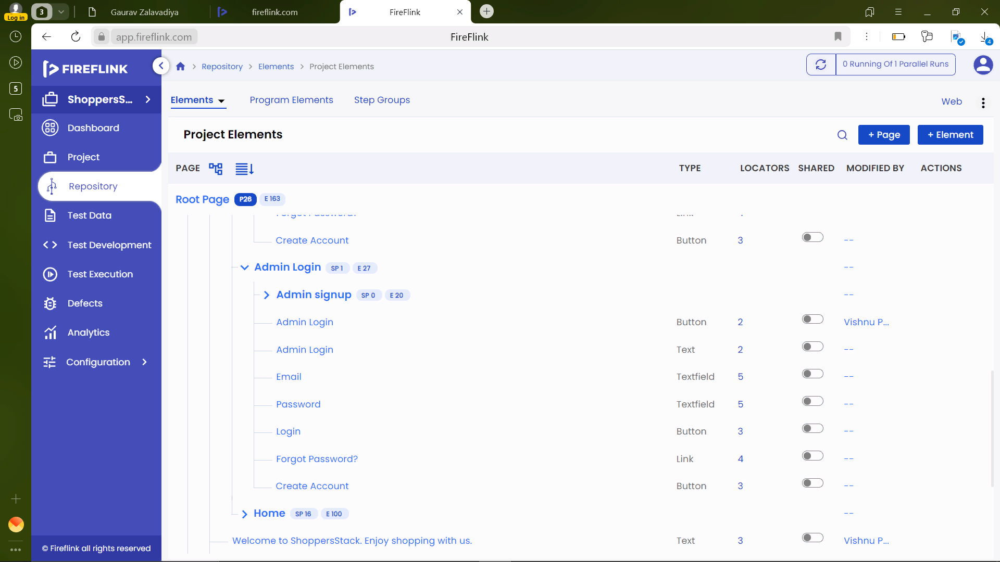 Log in
3
Gaurav Zalavadiya
fireflink.com
FireFlink
app.fireflink.com
FireFlink
4
5
FIREFLINK
ShoppersS...
Dashboard
Project
Repository
Test Data
Test Development
Test Execution
Defects
Analytics
Configuration
© Fireflink all rights reserved
Repository
Elements
Project Elements
0 Running Of 1 Parallel Runs
Elements
Program Elements
Step Groups
Web
Project Elements
+ Page
+ Element
PAGE
TYPE
LOCATORS
SHARED
MODIFIED BY
ACTIONS
Root Page P26 E 163
Forgot Password? Link 4
Create Account Button 3 --
Admin Login SP 1 E 27 --
Admin signup SP 0 E 20 --
Admin Login Button 2 Vishnu P...
Admin Login Text 2 --
Email Textfield 5 --
Password Textfield 5 --
Login Button 3 --
Forgot Password? Link 4 --
Create Account Button 3 --
Home SP 16 E 100 --
Welcome to ShoppersStack. Enjoy shopping with us. Text 3 Vishnu P...